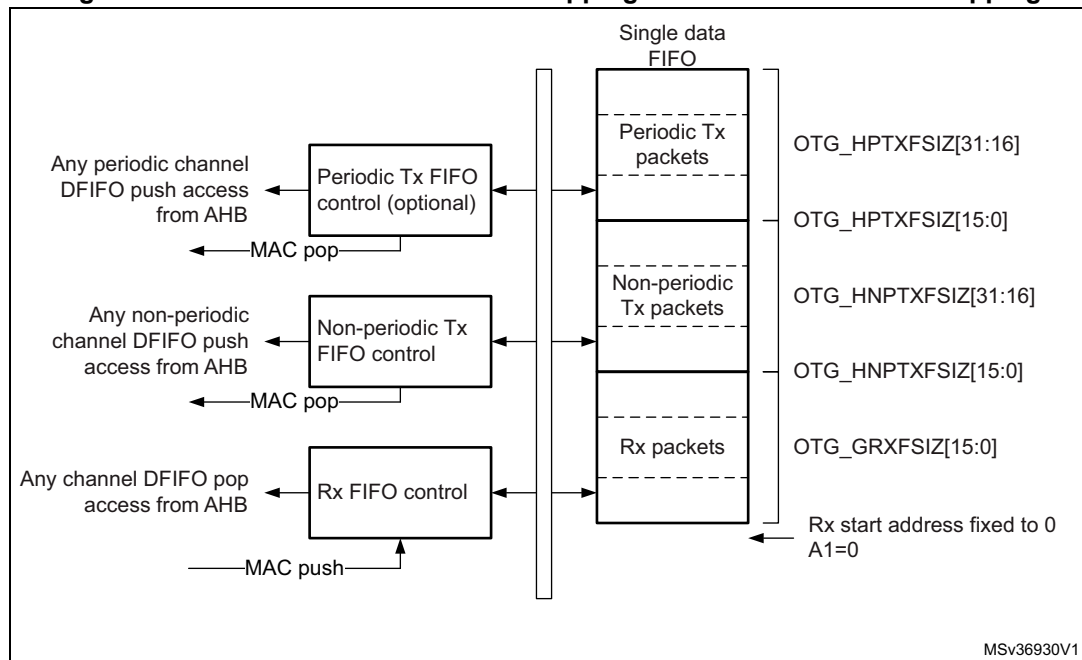 Single data
FIFO
Periodic Tx
packets
OTG_HPTXFSIZ[31:16]
Any periodic channel
DFIFO push access
from AHB
Periodic Tx FIFO
control (optional)
MAC pop
OTG_HPTXFSIZ[15:0]
Non-periodic
Tx packets
OTG_HNPTXFSIZ[31:16]
Any non-periodic
channel DFIFO push
access from AHB
Non-periodic Tx
FIFO control
MAC pop
OTG_HNPTXFSIZ[15:0]
Rx packets
OTG_GRXFSIZ[15:0]
Any channel DFIFO pop
access from AHB
Rx FIFO control
Rx start address fixed to 0
A1=0
MAC push
MSv36930V1